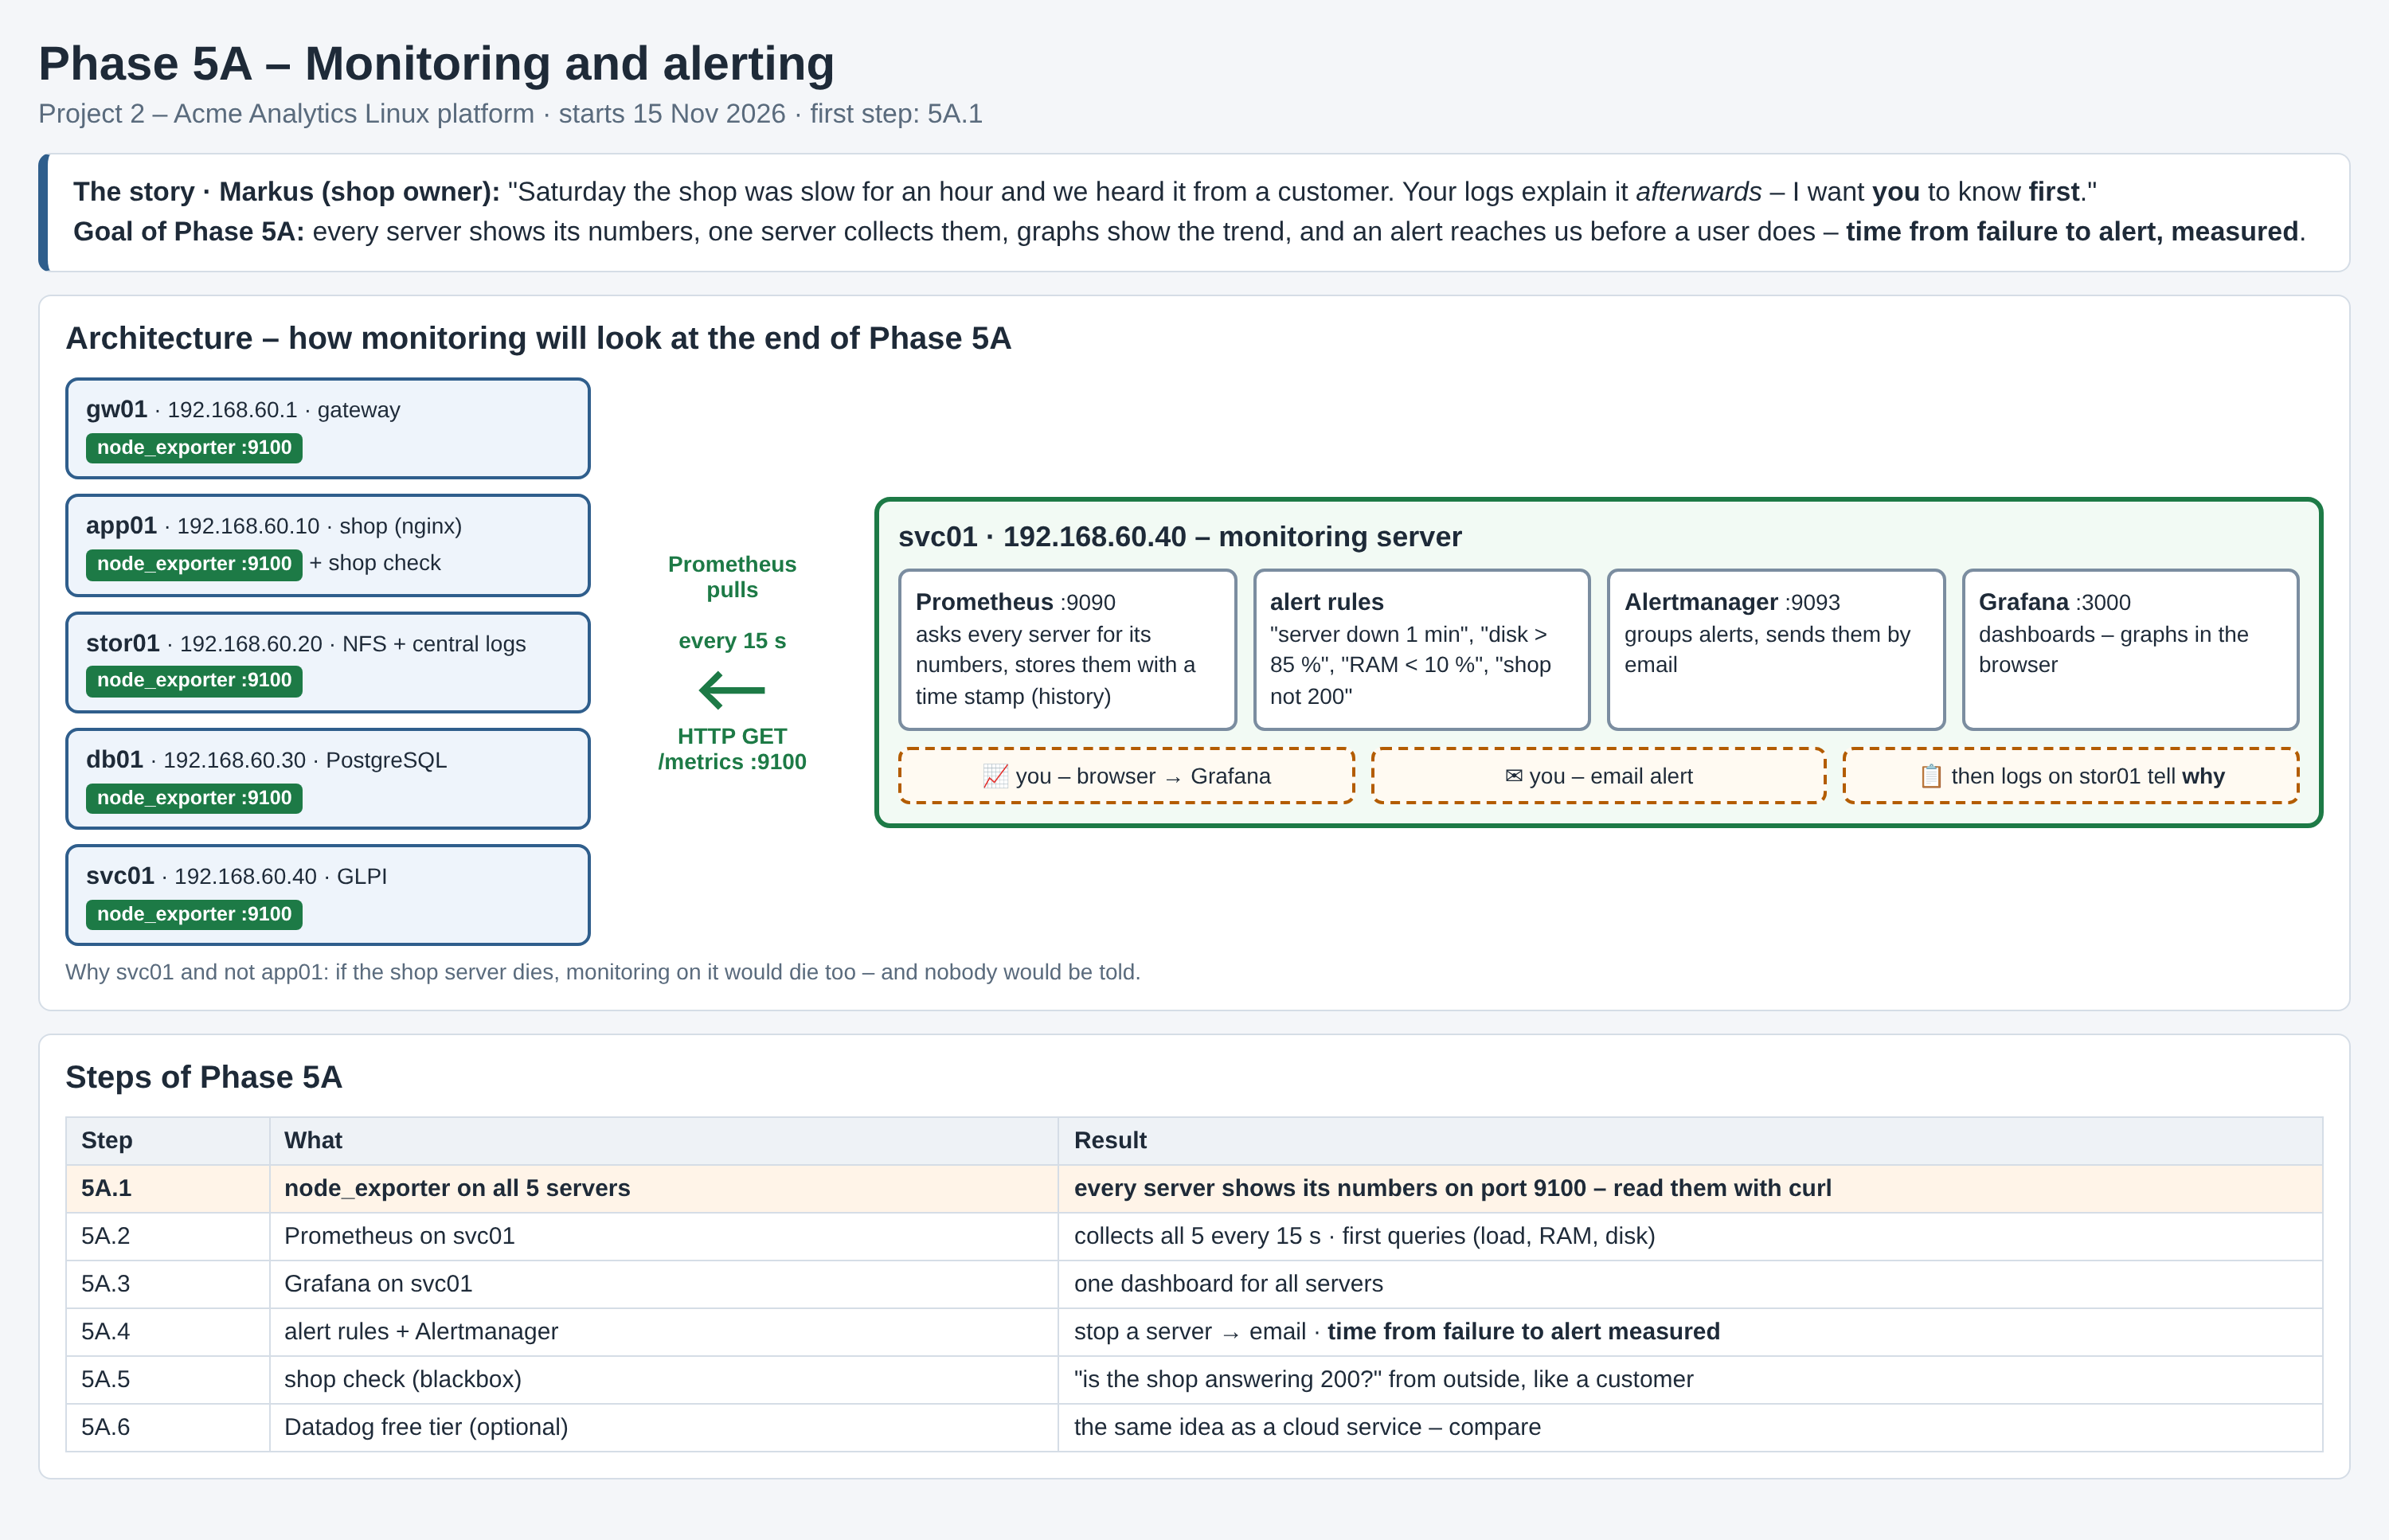 Phase 5A – Monitoring and alerting
Project 2 – Acme Analytics Linux platform · starts 15 Nov 2026 · first step: 5A.1
The story · Markus (shop owner): "Saturday the shop was slow for an hour and we heard it from a customer. Your logs explain it afterwards – I want you to know first."
Goal of Phase 5A: every server shows its numbers, one server collects them, graphs show the trend, and an alert reaches us before a user does – time from failure to alert, measured.
Architecture – how monitoring will look at the end of Phase 5A
gw01 · 192.168.60.1 · gateway
node_exporter :9100
app01 · 192.168.60.10 · shop (nginx)
node_exporter :9100 + shop check
stor01 · 192.168.60.20 · NFS + central logs
node_exporter :9100
db01 · 192.168.60.30 · PostgreSQL
node_exporter :9100
svc01 · 192.168.60.40 · GLPI
node_exporter :9100
Prometheus
pulls
every 15 s
←
HTTP GET
/metrics :9100
svc01 · 192.168.60.40 – monitoring server
Prometheus :9090
asks every server for its
numbers, stores them with a
time stamp (history)
alert rules
"server down 1 min", "disk >
85 %", "RAM < 10 %", "shop
not 200"
Alertmanager :9093
groups alerts, sends them by
email
Grafana :3000
dashboards – graphs in the
browser
📈 you – browser → Grafana
✉ you – email alert
📋 then logs on stor01 tell why
Why svc01 and not app01: if the shop server dies, monitoring on it would die too – and nobody would be told.
Steps of Phase 5A
Step What Result
5A.1 node_exporter on all 5 servers every server shows its numbers on port 9100 – read them with curl
5A.2 Prometheus on svc01 collects all 5 every 15 s · first queries (load, RAM, disk)
5A.3 Grafana on svc01 one dashboard for all servers
5A.4 alert rules + Alertmanager stop a server → email · time from failure to alert measured
5A.5 shop check (blackbox) "is the shop answering 200?" from outside, like a customer
5A.6 Datadog free tier (optional) the same idea as a cloud service – compare